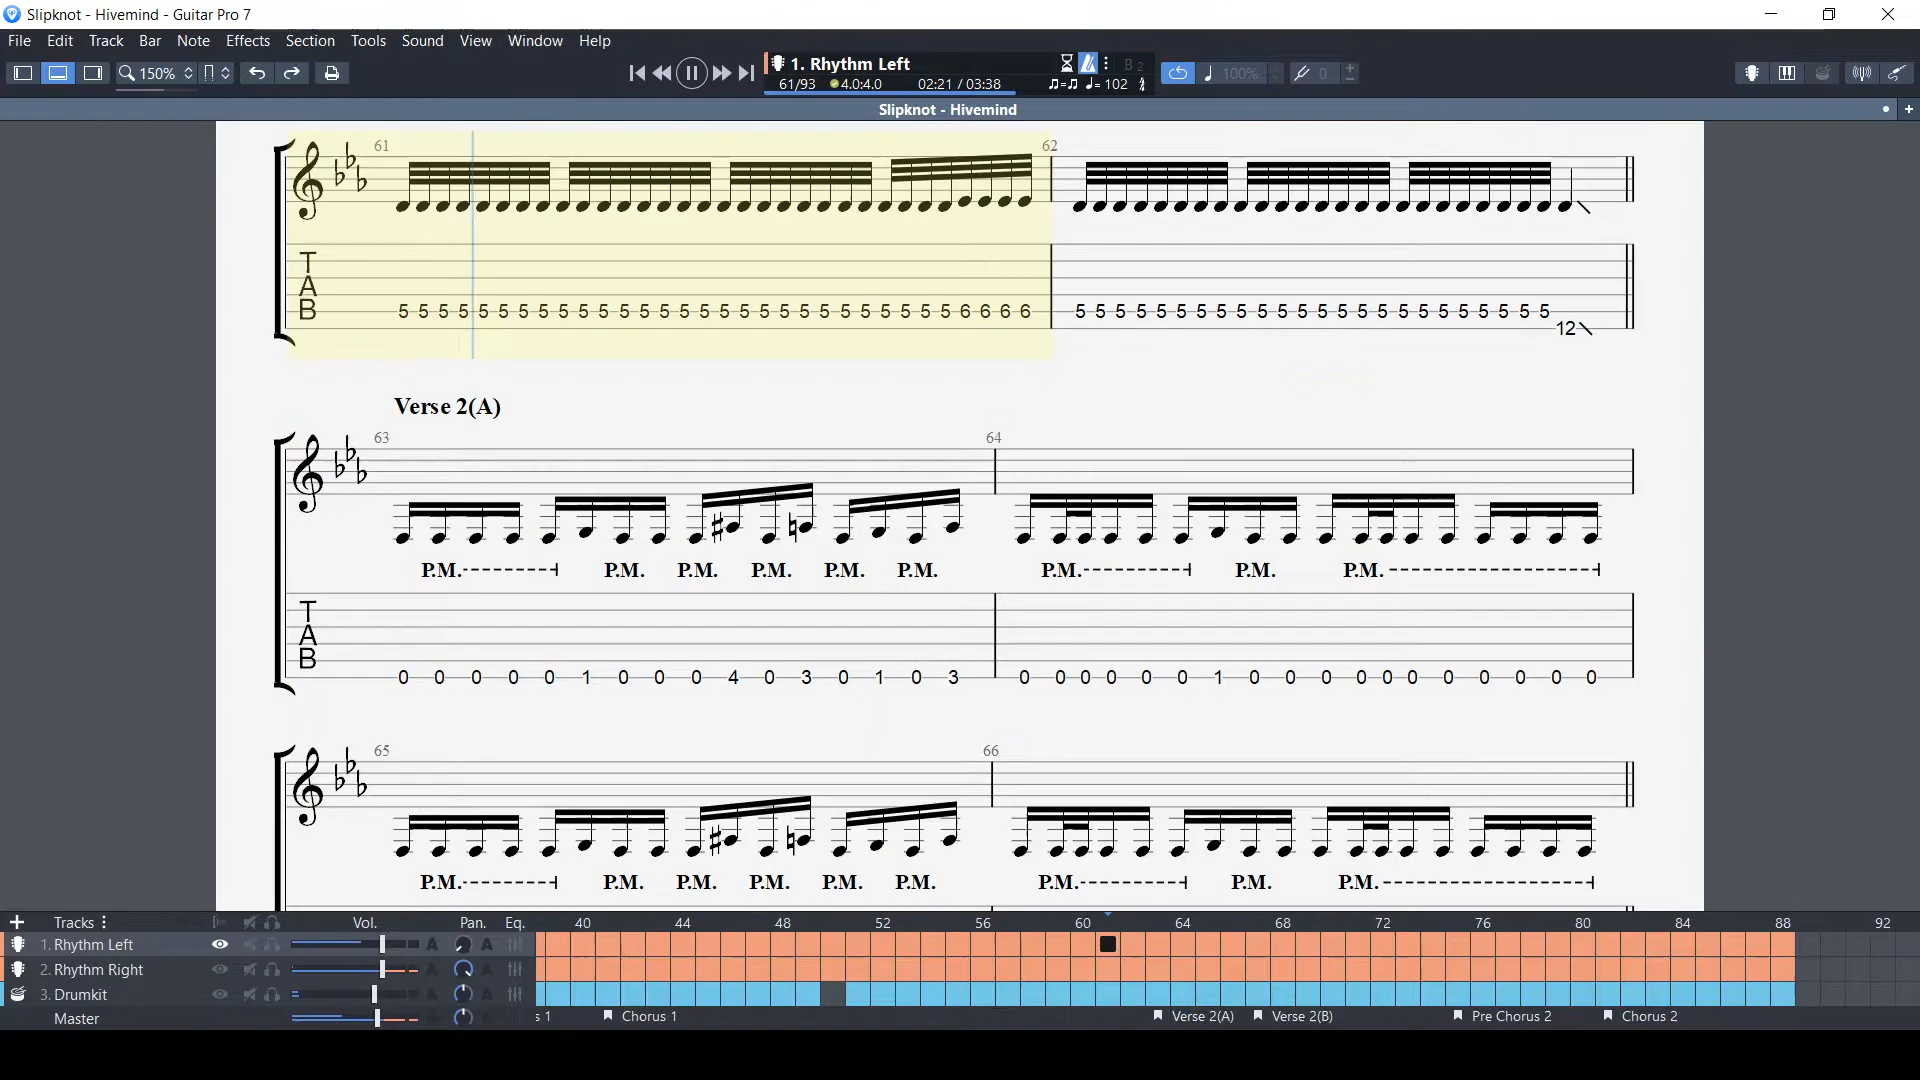 Slipknot - Hivemind - Guitar Pro 7
File Edit Track Bar Note Effects Section Tools Sound View Window Help
150% 1. Rhythm Left B 2 100% 0
61/93 4.0:4.0 02:21 / 03:38 ♫=♫ ♩= 102
Slipknot - Hivemind
61 62
T
A
B
5 5 5 5 5 5 5 5 5 5 5 5 5 5 5 5 5 5 5 5 5 5 5 5 5 5 5 5 6 6 6 6 5 5 5 5 5 5 5 5 5 5 5 5 5 5 5 5 5 5 5 5 5 5 5 5
12
Verse 2(A)
63 64
P.M. P.M. P.M. P.M. P.M. P.M. P.M. P.M. P.M.
T
A
B
0 0 0 0 0 1 0 0 0 4 0 3 0 1 0 3 0 0 0 0 0 0 1 0 0 0 0 0 0 0 0 0 0 0
65 66
P.M. P.M. P.M. P.M. P.M. P.M. P.M. P.M. P.M.
Tracks Vol. Pan. Eq. 40 44 48 52 56 60 64 68 72 76 80 84 88 92
1. Rhythm Left A A
2. Rhythm Right A A
3. Drumkit A A
Master A s 1 Chorus 1 Verse 2(A) Verse 2(B) Pre Chorus 2 Chorus 2